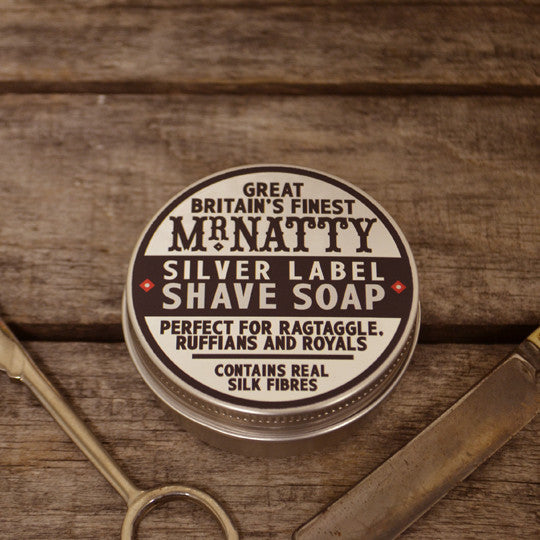 GREAT
BRITAIN'S FINEST
MR. NATTY
SILVER LABEL
SHAVE SOAP
PERFECT FOR RAGTAGGLE,
RUFFIANS AND ROYALS
CONTAINS REAL
SILK FIBRES